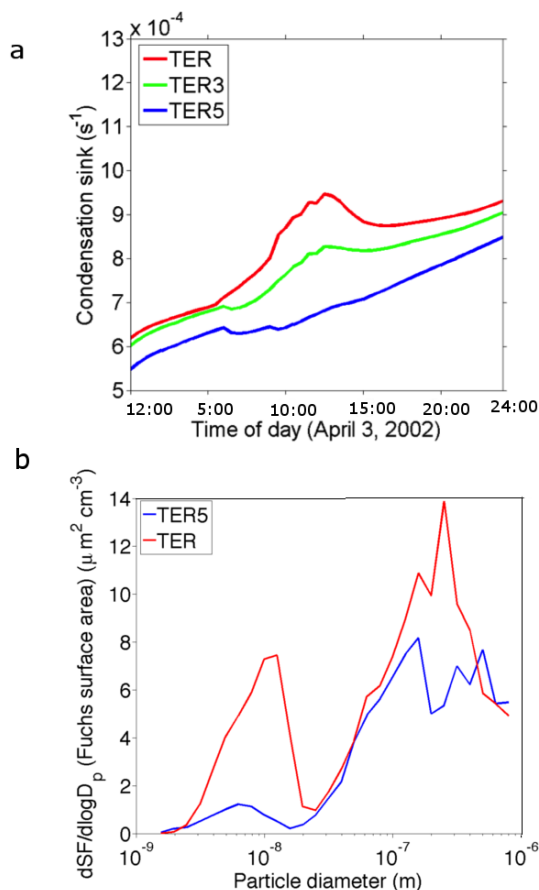 a
x 10⁻⁴
13
12
11
10
9
8
7
6
5
Condensation sink (s⁻¹)
TER
TER3
TER5
12:00 5:00 10:00 15:00 20:00 24:00
Time of day (April 3, 2002)
b
14
12
10
8
6
4
2
0
dSF/dlogD_p (Fuchs surface area) (μ m² cm⁻³)
TER5
TER
10⁻⁹ 10⁻⁸ 10⁻⁷ 10⁻⁶
Particle diameter (m)